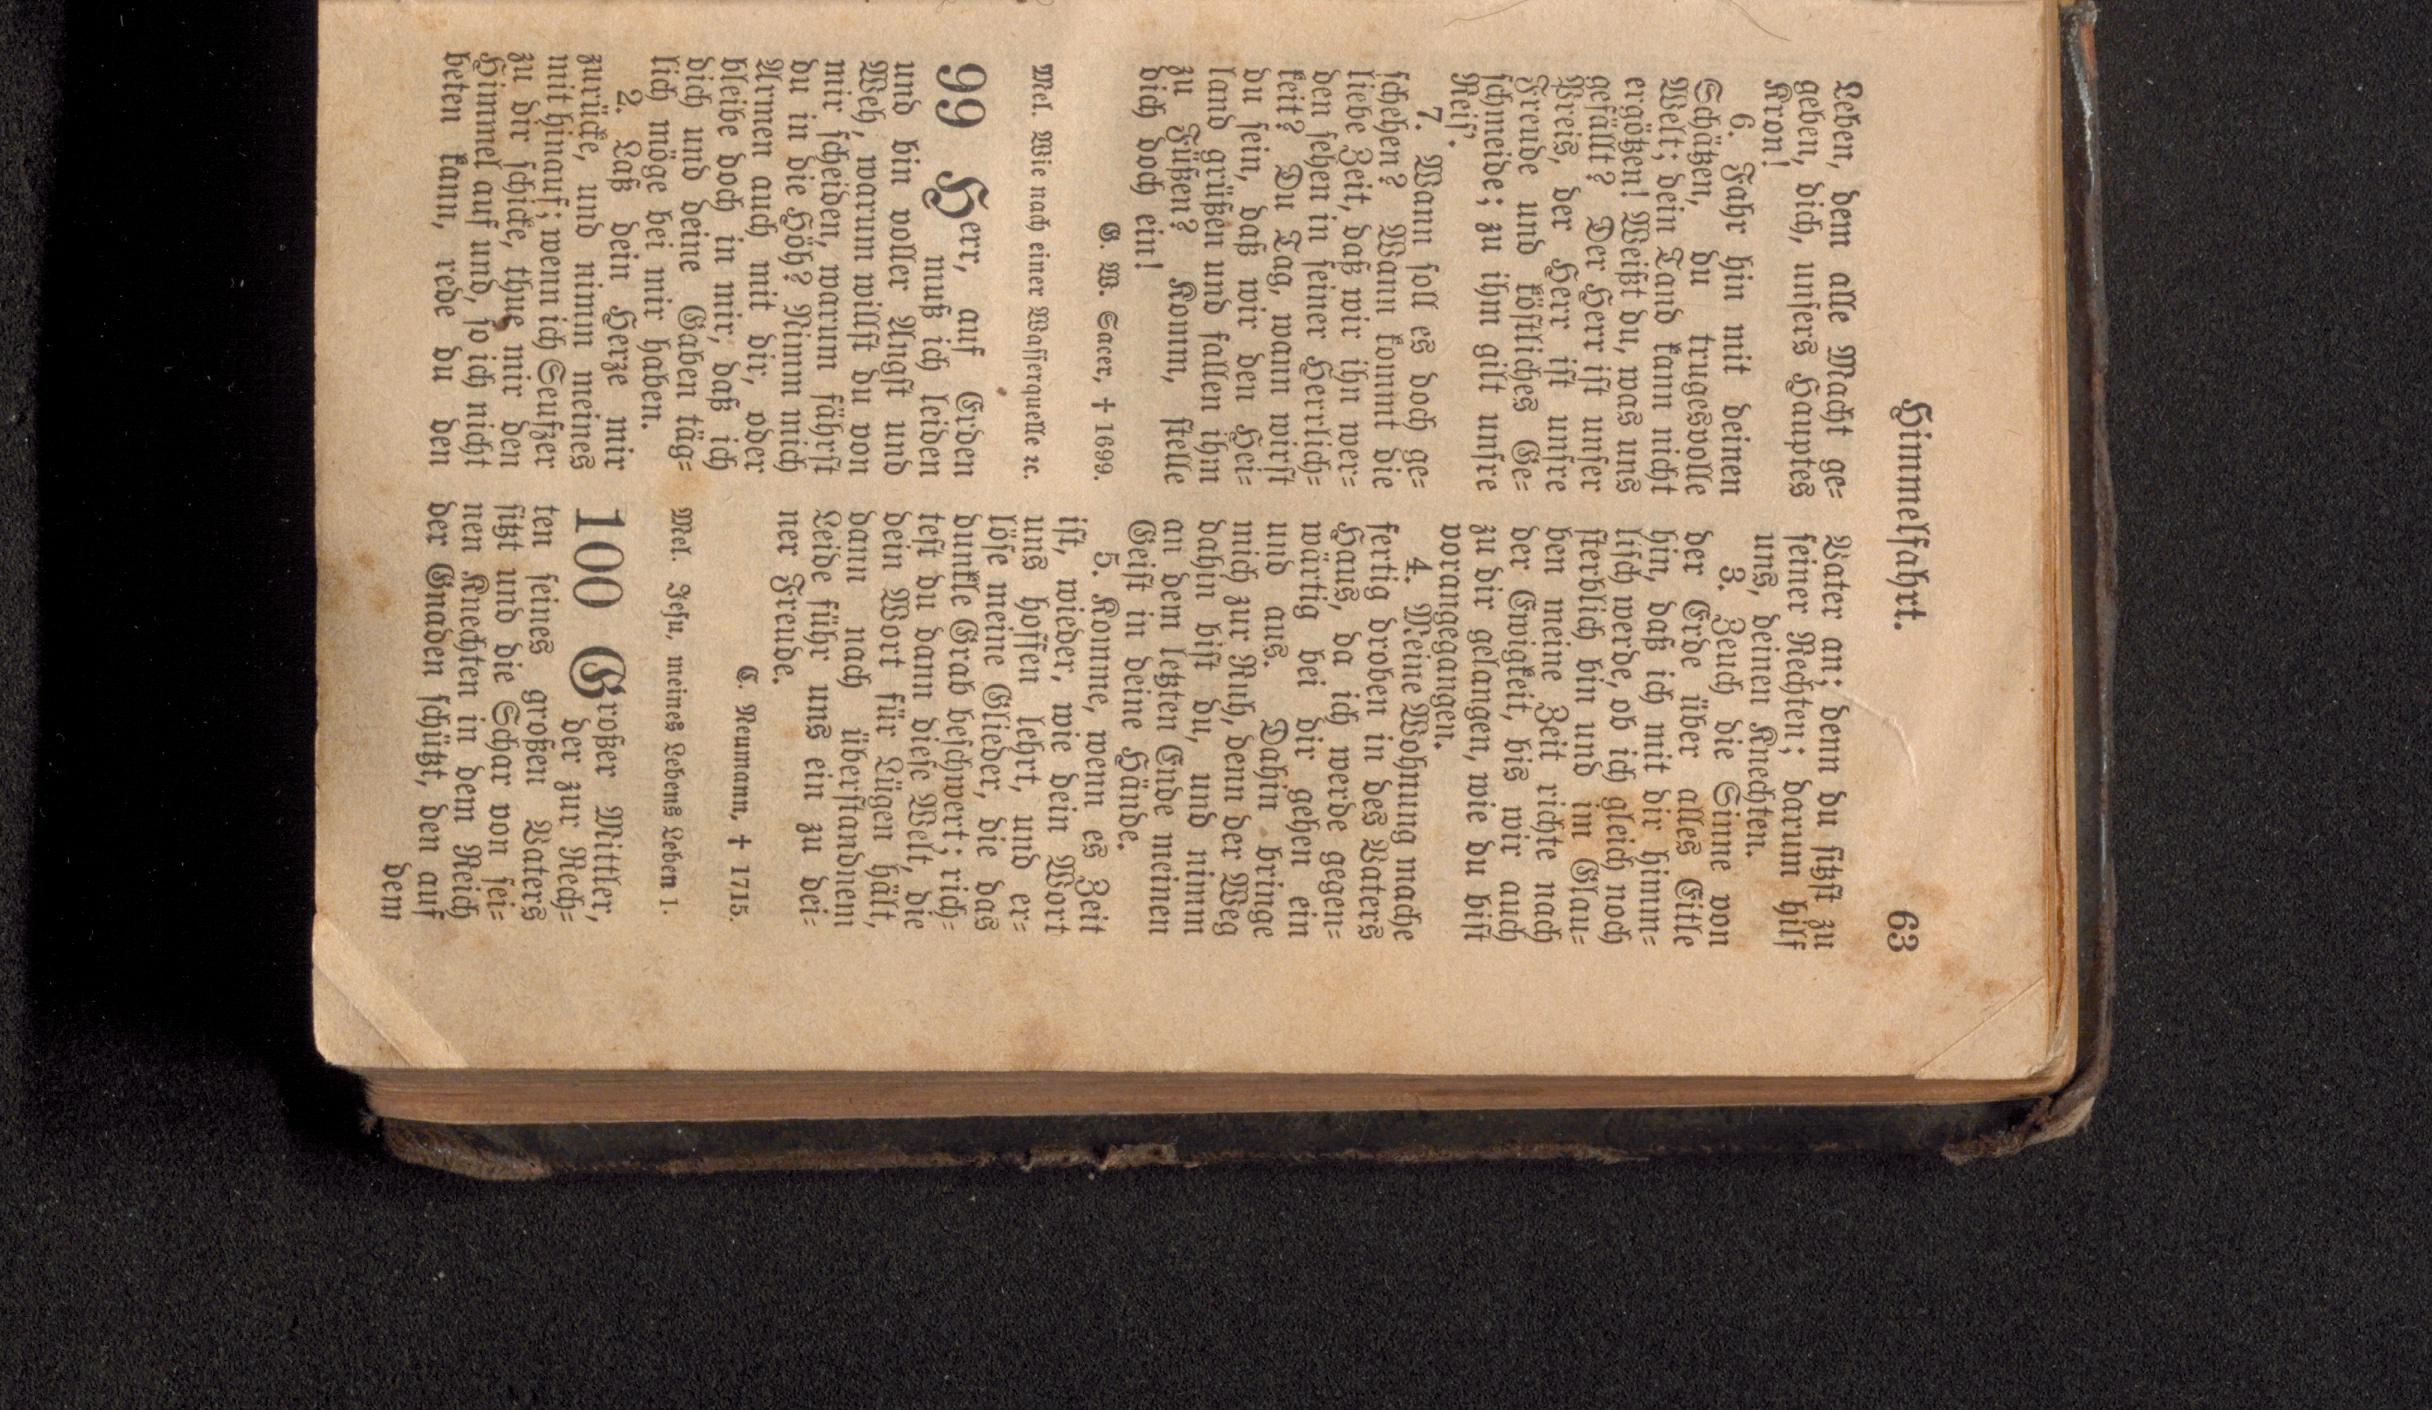 Himmelfahrt. 63
Leben, dem alle Macht ge=
geben, dich, unsers Hauptes
Kron!
6. Fahr hin mit deinen
Schätzen, du trugesvolle
Welt; dein Tand kann nicht
ergötzen! Weißt du, was uns
gefällt? Der Herr ist unser
Preis, der Herr ist unsre
Freude und köstliches Ge=
schmeide; zu ihm gilt unsre
Reis'.
7. Wann soll es doch ge=
schehen? Wann kommt die
liebe Zeit, daß wir ihn wer=
den sehen in seiner Herrlich=
keit? Du Tag, wann wirst
du sein, daß wir den Hei=
land grüßen und fallen ihm
zu Füßen? Komm, stelle
dich doch ein!
G. W. Sacer, † 1699.
Mel. Wie nach einer Wasserquelle ꝛc.
99 Herr, auf Erden
muß ich leiden
und bin voller Angst und
Weh, warum willst du von
mir scheiden, warum fährst
du in die Höh? Nimm mich
Armen auch mit dir, oder
bleibe doch in mir, daß ich
dich und deine Gaben täg=
lich möge bei mir haben.
2. Laß dein Herze mir
zurücke, und nimm meines
mit hinauf; wenn ich Seufzer
zu dir schicke, thue mir den
Himmel auf und, so ich nicht
beten kann, rede du den
Vater an; denn du sitzst zu
seiner Rechten; darum hilf
uns, deinen Knechten.
3. Zeuch die Sinne von
der Erde über alles Eitle
hin, daß ich mit dir himm=
lisch werde, ob ich gleich noch
sterblich bin und im Glau=
ben meine Zeit richte nach
der Ewigkeit, bis wir auch
zu dir gelangen, wie du bist
vorangegangen.
4. Meine Wohnung mache
fertig droben in des Vaters
Haus, da ich werde gegen=
wärtig bei dir gehen ein
und aus. Dahin bringe
mich zur Ruh, denn der Weg
dahin bist du, und nimm
an dem letzten Ende meinen
Geist in deine Hände.
5. Komme, wenn es Zeit
ist, wieder, wie dein Wort
uns hoffen lehrt, und er=
löse meine Glieder, die das
dunkle Grab beschwert; rich=
test du dann diese Welt, die
dein Wort für Lügen hält,
dann nach überstandnem
Leide führ uns ein zu dei=
ner Freude.
C. Neumann, † 1715.
Mel. Jesu, meines Lebens Leben 1.
100 Großer Mittler,
der zur Rech=
ten seines großen Vaters
sitzt und die Schar von sei=
nen Knechten in dem Reich
der Gnaden schützt, den auf
dem